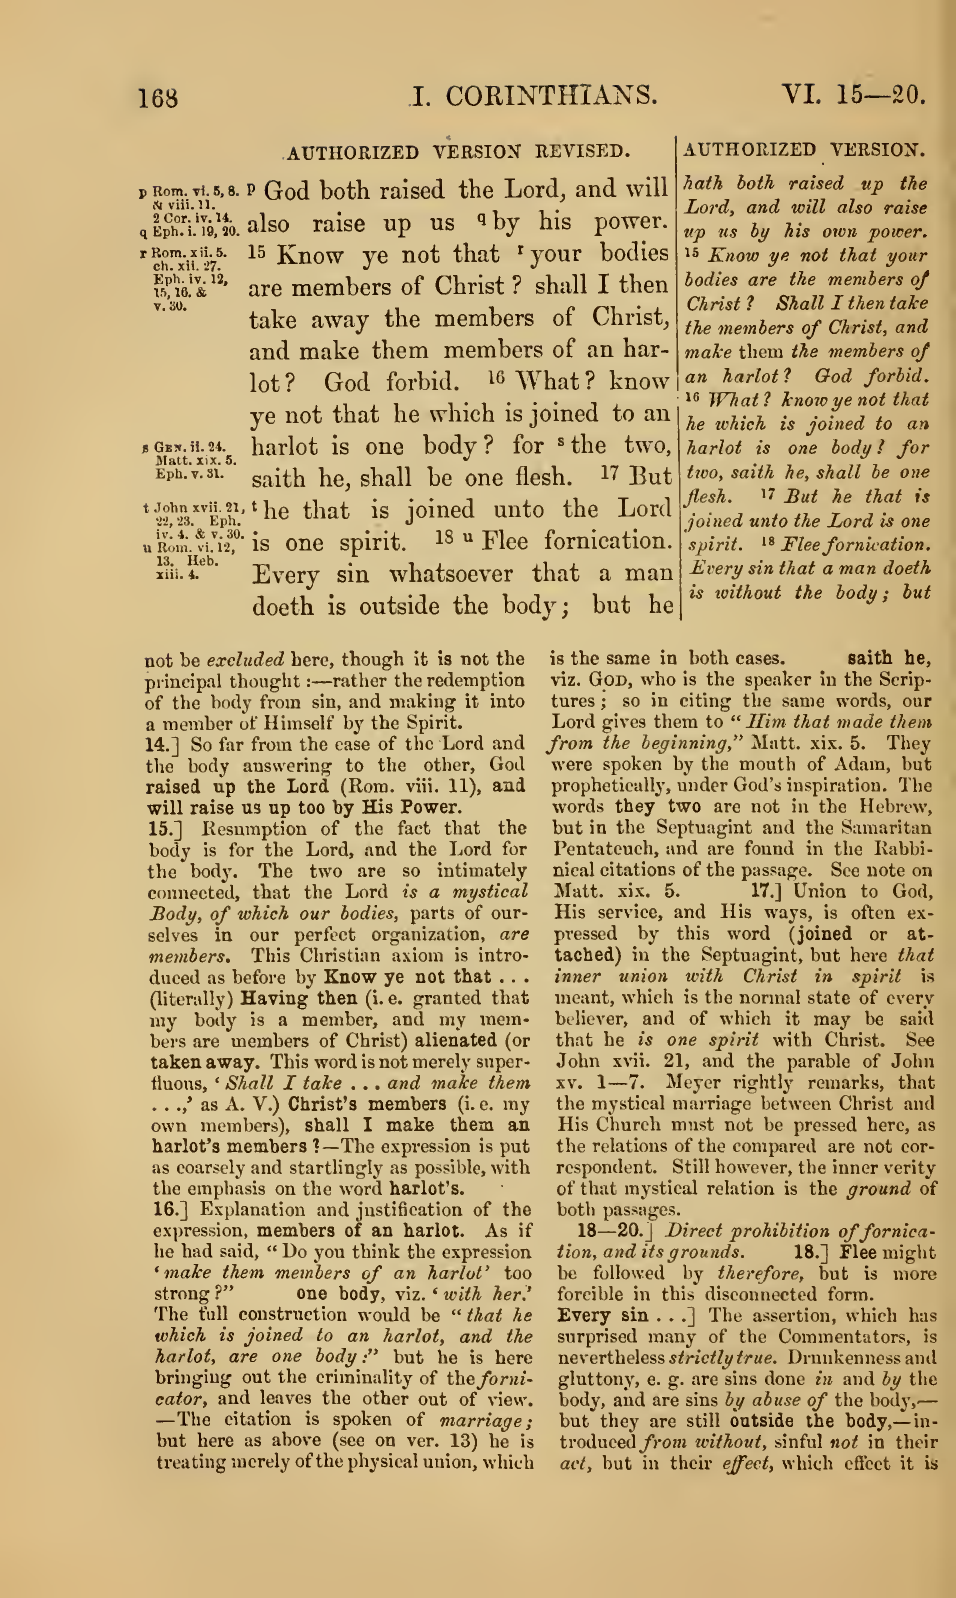 168
I. CORINTHIANS.
VI. 15—20.
AUTHORIZED VERSION REVISED.
p Rom. vi. 5, 8.
& viii. 11.
2 Cor. iv. 14.
q Eph. i. 19, 20.
r Rom. xii. 5.
ch. xii. 27.
Eph. iv. 12,
15, 16. &
v. 30.
s GEN. ii. 24.
Matt. xix. 5.
Eph. v. 31.
t John xvii. 21,
22, 23. Eph.
iv. 4. & v. 30.
u Rom. vi. 12,
13. Heb.
xiii. 4.
p God both raised the Lord, and will
also raise up us q by his power.
15 Know ye not that r your bodies
are members of Christ ? shall I then
take away the members of Christ,
and make them members of an har-
lot? God forbid. 16 What? know
ye not that he which is joined to an
harlot is one body? for s the two,
saith he, shall be one flesh. 17 But
t he that is joined unto the Lord
is one spirit. 18 u Flee fornication.
Every sin whatsoever that a man
doeth is outside the body; but he
AUTHORIZED VERSION.
hath both raised up the
Lord, and will also raise
up us by his own power.
15 Know ye not that your
bodies are the members of
Christ ? Shall I then take
the members of Christ, and
make them the members of
an harlot? God forbid.
16 What? know ye not that
he which is joined to an
harlot is one body? for
two, saith he, shall be one
flesh. 17 But he that is
joined unto the Lord is one
spirit. 18 Flee fornication.
Every sin that a man doeth
is without the body; but
not be excluded here, though it is not the
principal thought :—rather the redemption
of the body from sin, and making it into
a member of Himself by the Spirit.
14.] So far from the case of the Lord and
the body answering to the other, God
raised up the Lord (Rom. viii. 11), and
will raise us up too by His Power.
15.] Resumption of the fact that the
body is for the Lord, and the Lord for
the body. The two are so intimately
connected, that the Lord is a mystical
Body, of which our bodies, parts of our-
selves in our perfect organization, are
members. This Christian axiom is intro-
duced as before by Know ye not that . . .
(literally) Having then (i. e. granted that
my body is a member, and my mem-
bers are members of Christ) alienated (or
taken away. This word is not merely super-
fluous, ‘ Shall I take . . . and make them
. . .,’ as A. V.) Christ's members (i. e. my
own members), shall I make them an
harlot's members ?—The expression is put
as coarsely and startlingly as possible, with
the emphasis on the word harlot's.
16.] Explanation and justification of the
expression, members of an harlot. As if
he had said, “ Do you think the expression
‘ make them members of an harlot’ too
strong?” one body, viz. ‘ with her.’
The full construction would be “ that he
which is joined to an harlot, and the
harlot, are one body :” but he is here
bringing out the criminality of the forni-
cator, and leaves the other out of view.
—The citation is spoken of marriage;
but here as above (see on ver. 13) he is
treating merely of the physical union, which
is the same in both cases. saith he,
viz. GOD, who is the speaker in the Scrip-
tures ; so in citing the same words, our
Lord gives them to “ Him that made them
from the beginning,” Matt. xix. 5. They
were spoken by the mouth of Adam, but
prophetically, under God's inspiration. The
words they two are not in the Hebrew,
but in the Septuagint and the Samaritan
Pentateuch, and are found in the Rabbi-
nical citations of the passage. See note on
Matt. xix. 5. 17.] Union to God,
His service, and His ways, is often ex-
pressed by this word (joined or at-
tached) in the Septuagint, but here that
inner union with Christ in spirit is
meant, which is the normal state of every
believer, and of which it may be said
that he is one spirit with Christ. See
John xvii. 21, and the parable of John
xv. 1—7. Meyer rightly remarks, that
the mystical marriage between Christ and
His Church must not be pressed here, as
the relations of the compared are not cor-
respondent. Still however, the inner verity
of that mystical relation is the ground of
both passages.
18—20.] Direct prohibition of fornica-
tion, and its grounds. 18.] Flee might
be followed by therefore, but is more
forcible in this disconnected form.
Every sin . . .] The assertion, which has
surprised many of the Commentators, is
nevertheless strictly true. Drunkenness and
gluttony, e. g. are sins done in and by the
body, and are sins by abuse of the body,—
but they are still outside the body,—in-
troduced from without, sinful not in their
act, but in their effect, which effect it is